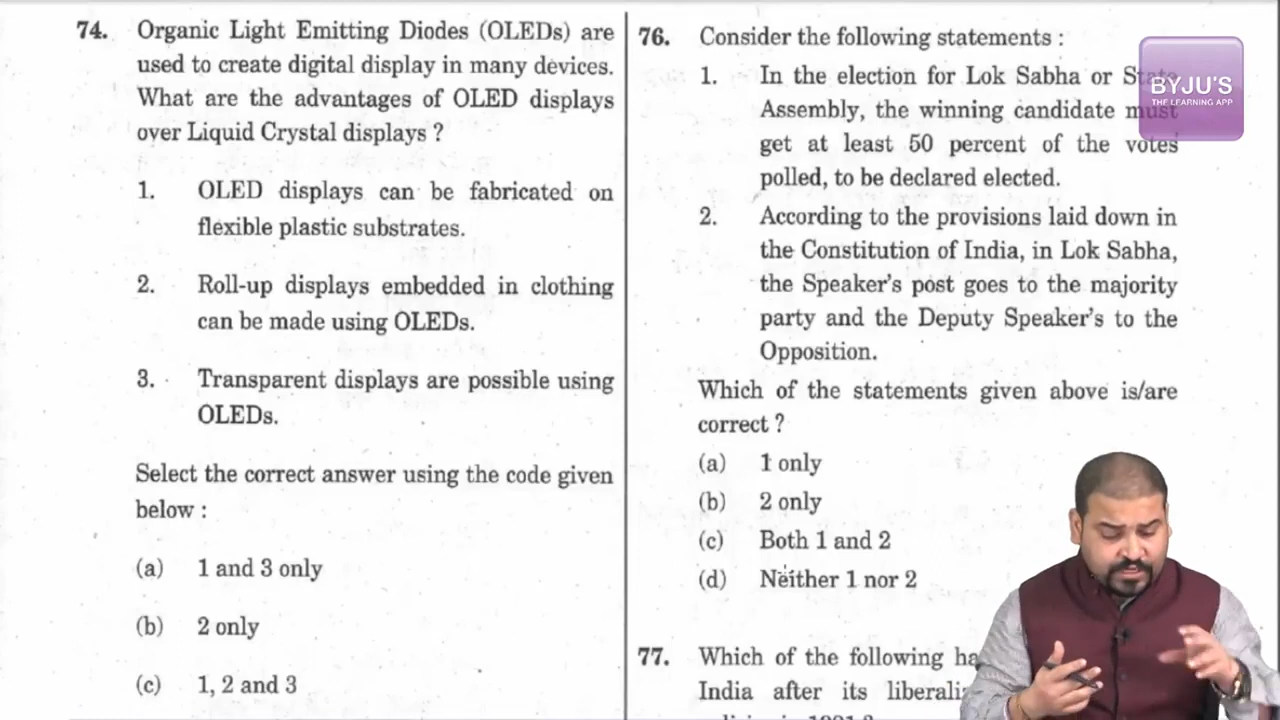 74. Organic Light Emitting Diodes (OLEDs) are
used to create digital display in many devices.
What are the advantages of OLED displays
over Liquid Crystal displays ?
1. OLED displays can be fabricated on
flexible plastic substrates.
2. Roll-up displays embedded in clothing
can be made using OLEDs.
3. Transparent displays are possible using
OLEDs.
Select the correct answer using the code given
below :
(a) 1 and 3 only
(b) 2 only
(c) 1, 2 and 3
76. Consider the following statements :
1. In the election for Lok Sabha or State
Assembly, the winning candidate must
get at least 50 percent of the votes
polled, to be declared elected.
2. According to the provisions laid down in
the Constitution of India, in Lok Sabha,
the Speaker's post goes to the majority
party and the Deputy Speaker's to the
Opposition.
Which of the statements given above is/are
correct ?
(a) 1 only
(b) 2 only
(c) Both 1 and 2
(d) Neither 1 nor 2
77. Which of the following
India after its
BYJU'S
THE LEARNING APP